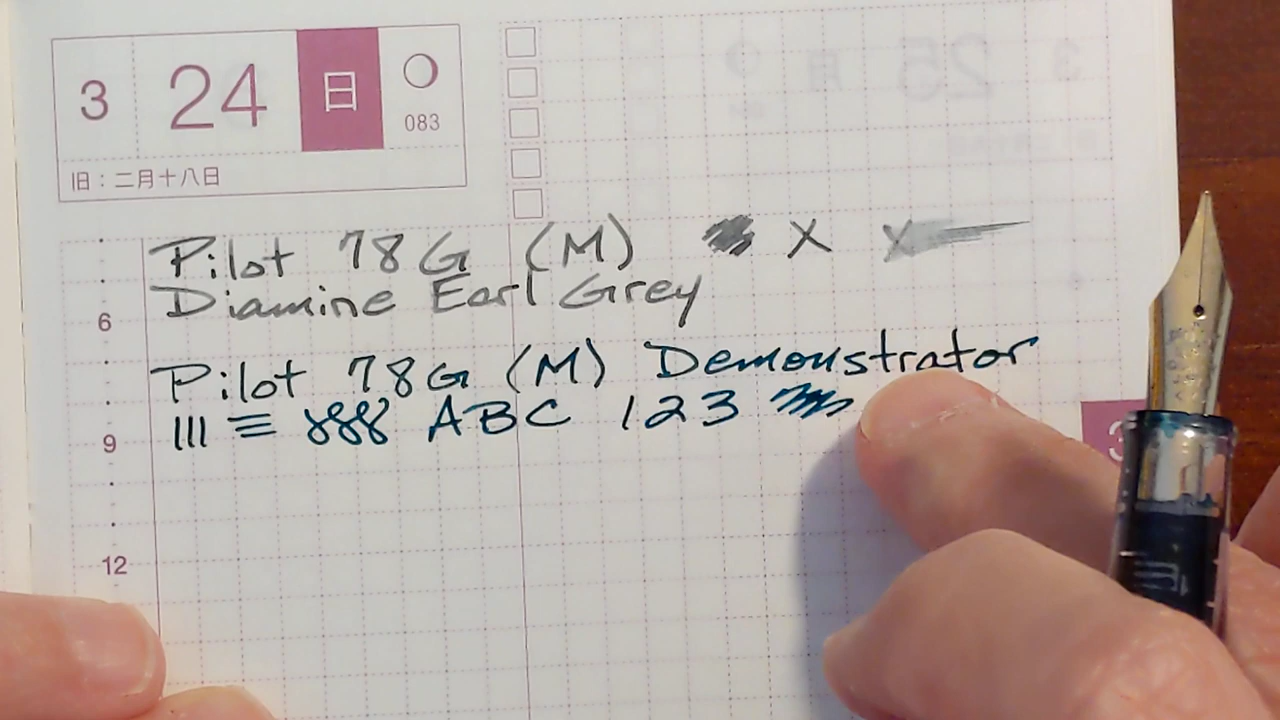 3 24 日
083
旧：二月十八日
Pilot 78G (M) X X
Diamine Earl Grey
6
Pilot 78G (M) Demonstrator
||| ≡ 888 ABC 123
9
12
3